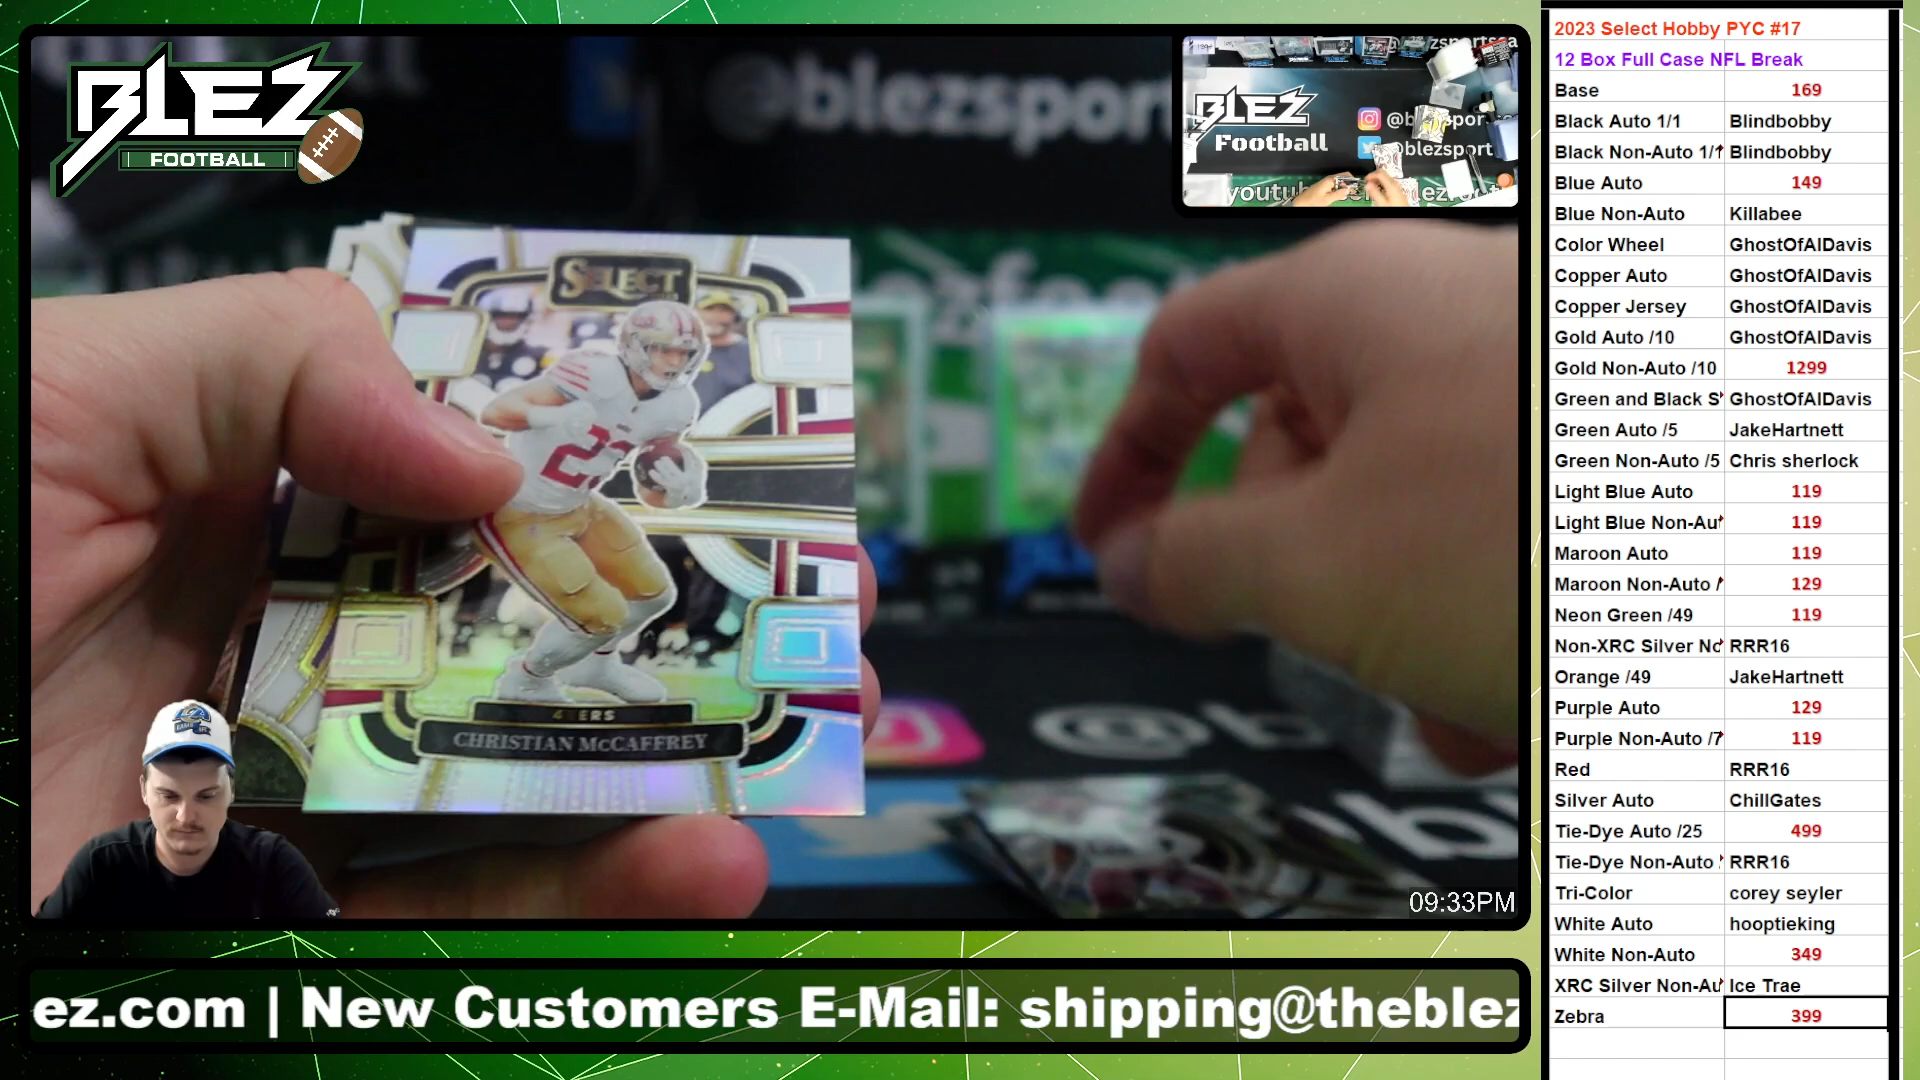 BLEZ
FOOTBALL
@blezsport
BLEZ
Football
blezsport
SELECT
49ERS
CHRISTIAN McCAFFREY
09:33PM
ez.com | New Customers E-Mail: shipping@theblez
2023 Select Hobby PYC #17
12 Box Full Case NFL Break
Base 169
Black Auto 1/1 Blindbobby
Black Non-Auto 1/1 Blindbobby
Blue Auto 149
Blue Non-Auto Killabee
Color Wheel GhostOfAlDavis
Copper Auto GhostOfAlDavis
Copper Jersey GhostOfAlDavis
Gold Auto /10 GhostOfAlDavis
Gold Non-Auto /10 1299
Green and Black S GhostOfAlDavis
Green Auto /5 JakeHartnett
Green Non-Auto /5 Chris sherlock
Light Blue Auto 119
Light Blue Non-Au 119
Maroon Auto 119
Maroon Non-Auto / 129
Neon Green /49 119
Non-XRC Silver No RRR16
Orange /49 JakeHartnett
Purple Auto 129
Purple Non-Auto /7 119
Red RRR16
Silver Auto ChillGates
Tie-Dye Auto /25 499
Tie-Dye Non-Auto RRR16
Tri-Color corey seyler
White Auto hooptieking
White Non-Auto 349
XRC Silver Non-Au Ice Trae
Zebra 399